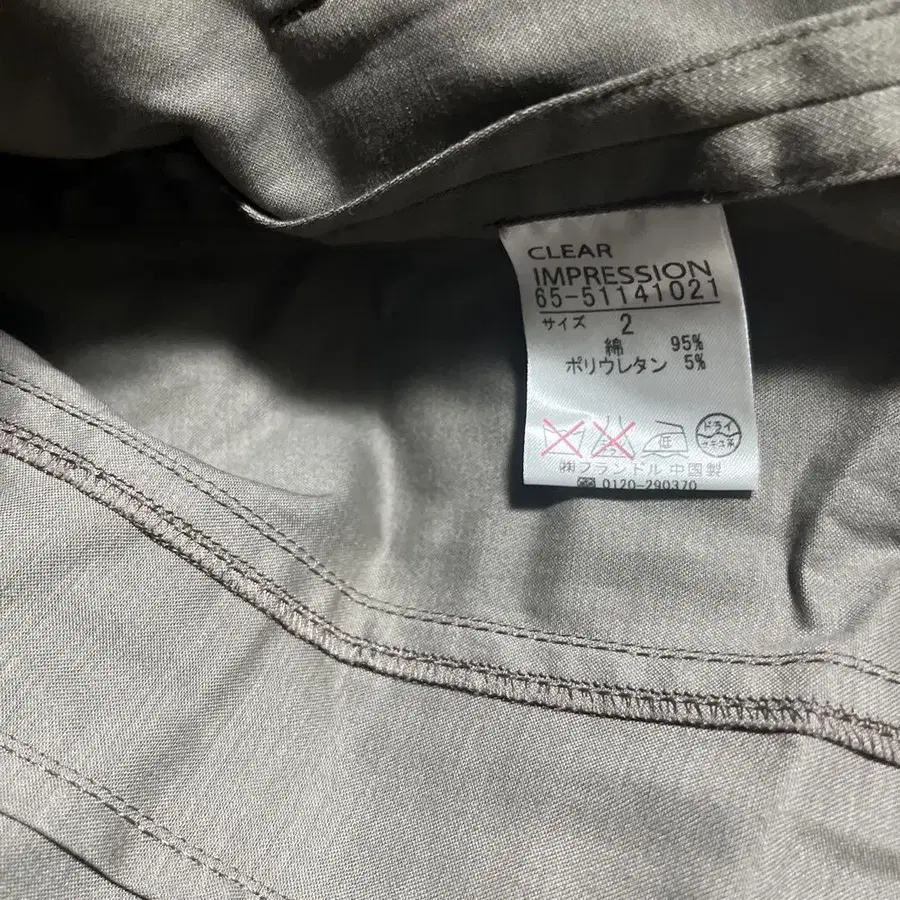 CLEAR
IMPRESSION
65-51141021
サイズ 2
綿 95%
ポリウレタン 5%
低 ドライ
㈱フランドル 中国製
0120-290370